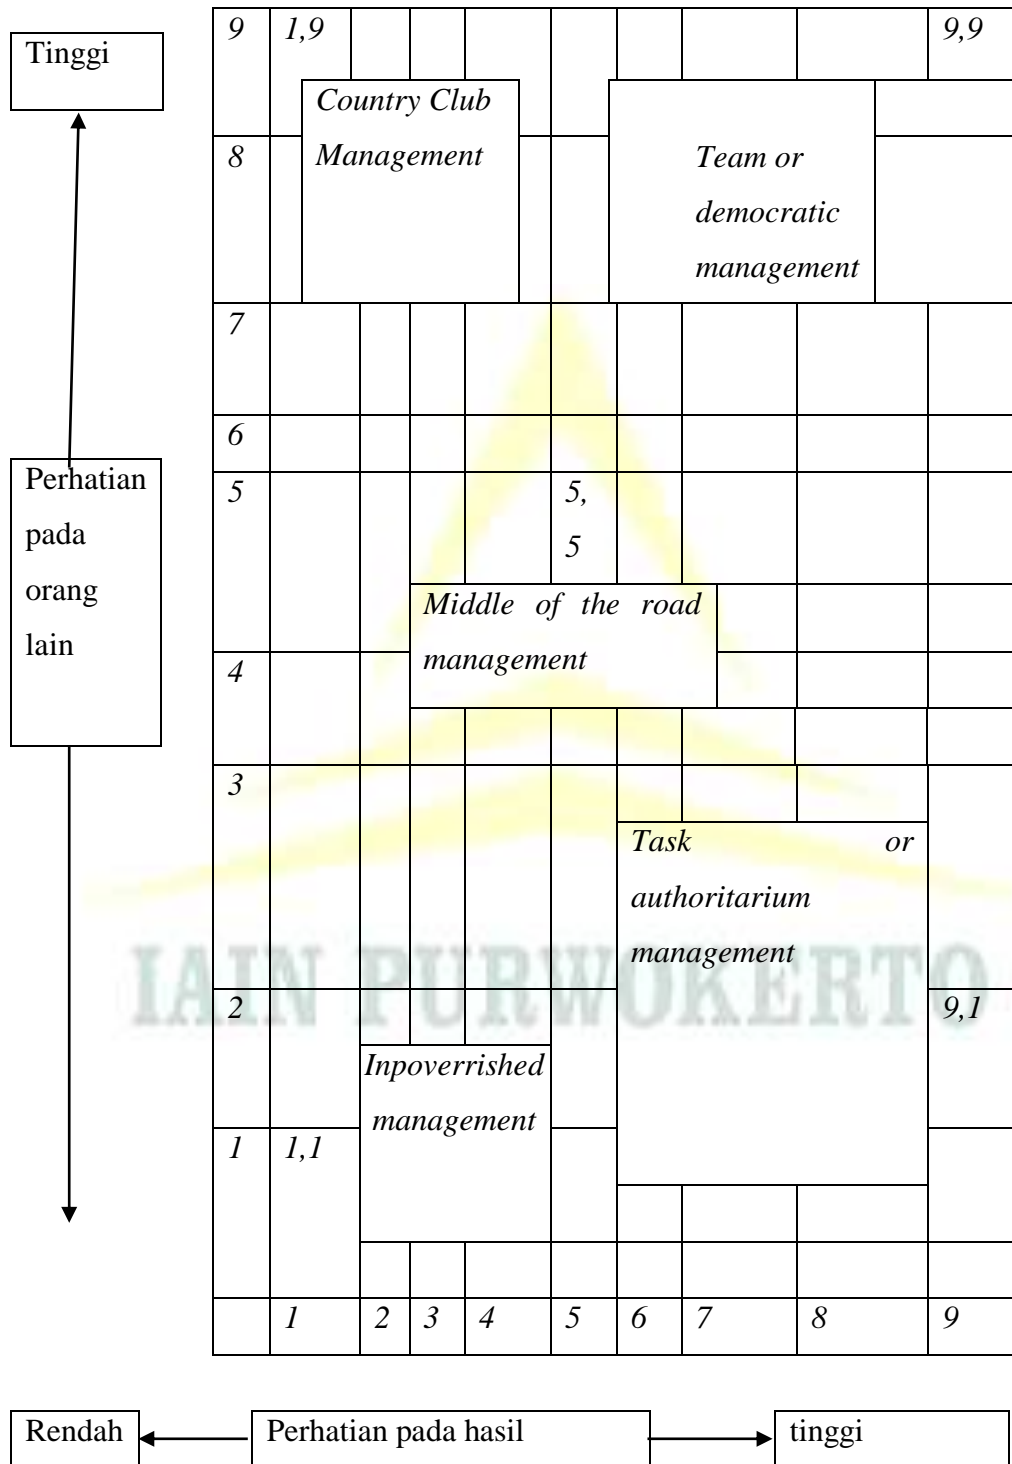 9 1,9 9,9
Tinggi
Country Club
Management
8
Team or
democratic
management
7
6
Perhatian
pada
orang
lain
5 5,
5
Middle of the road
management
4
3
Task or
authoritarium
management
IAIN PURWOKERTO
2 9,1
Inpoverrished
management
1 1,1
1 2 3 4 5 6 7 8 9
Rendah Perhatian pada hasil tinggi